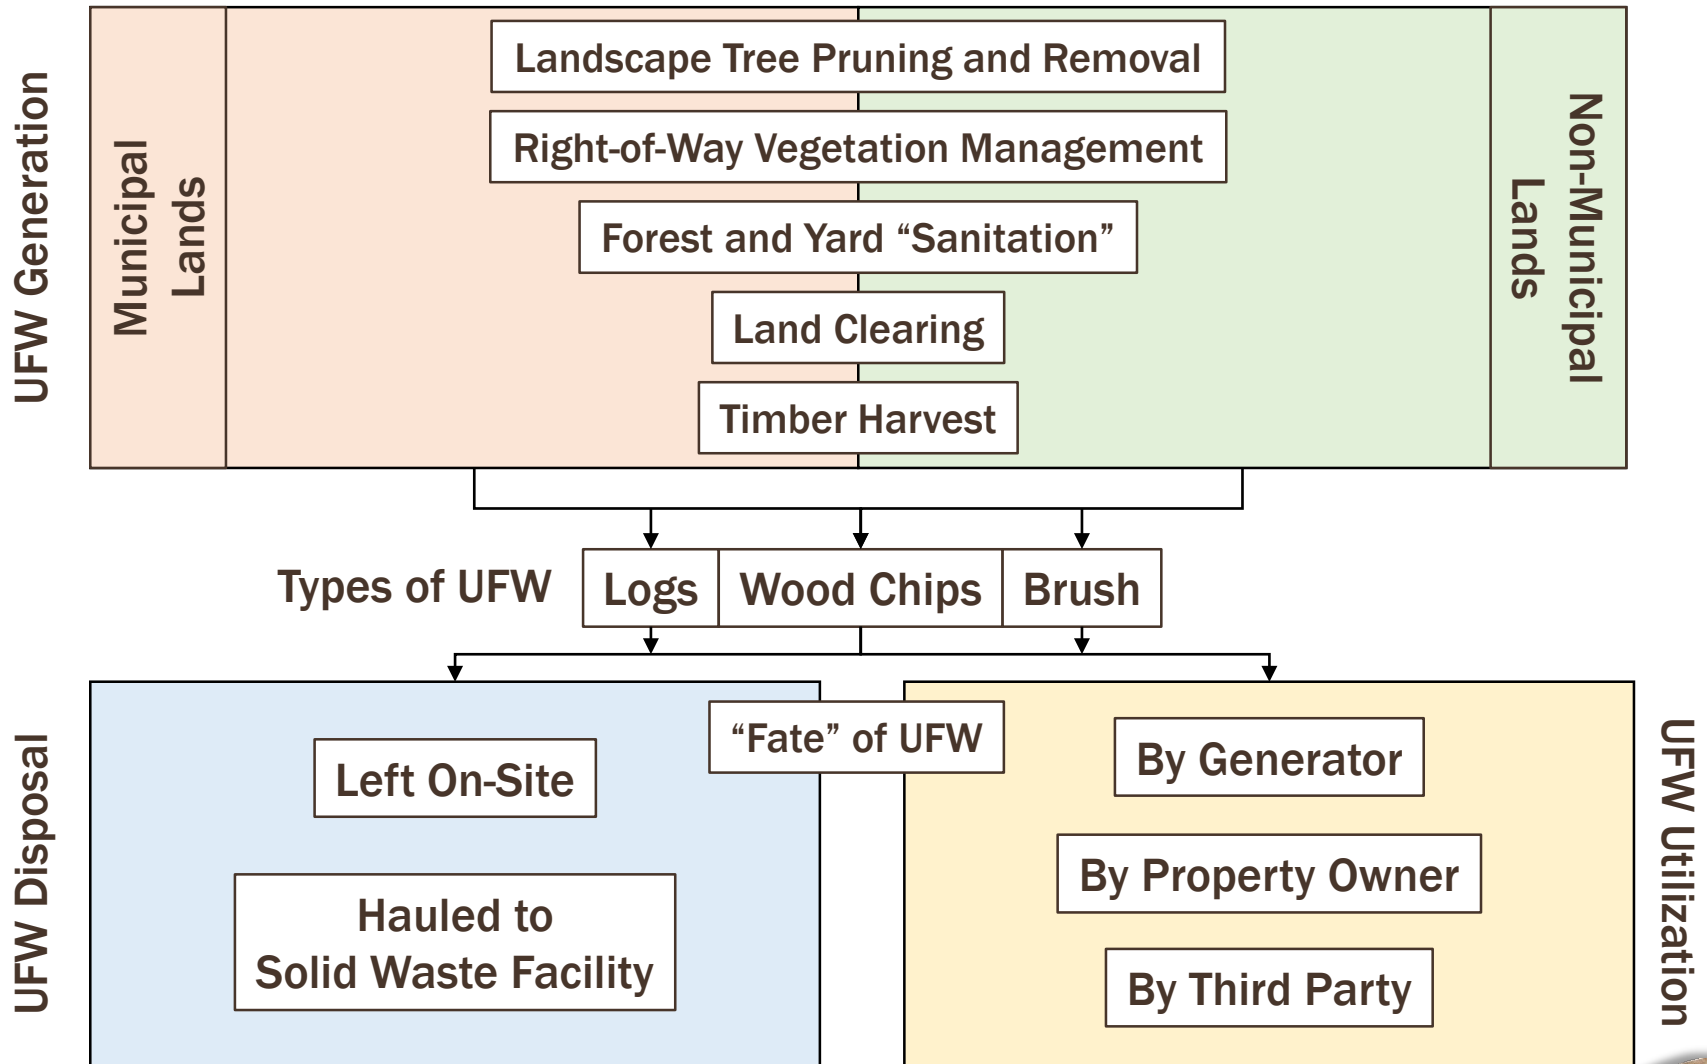 UFW Generation
Municipal
Lands
Landscape Tree Pruning and Removal
Right-of-Way Vegetation Management
Forest and Yard “Sanitation”
Land Clearing
Timber Harvest
Non-Municipal
Lands
Types of UFW
Logs
Wood Chips
Brush
UFW Disposal
Left On-Site
Hauled to
Solid Waste Facility
“Fate” of UFW
By Generator
By Property Owner
By Third Party
UFW Utilization